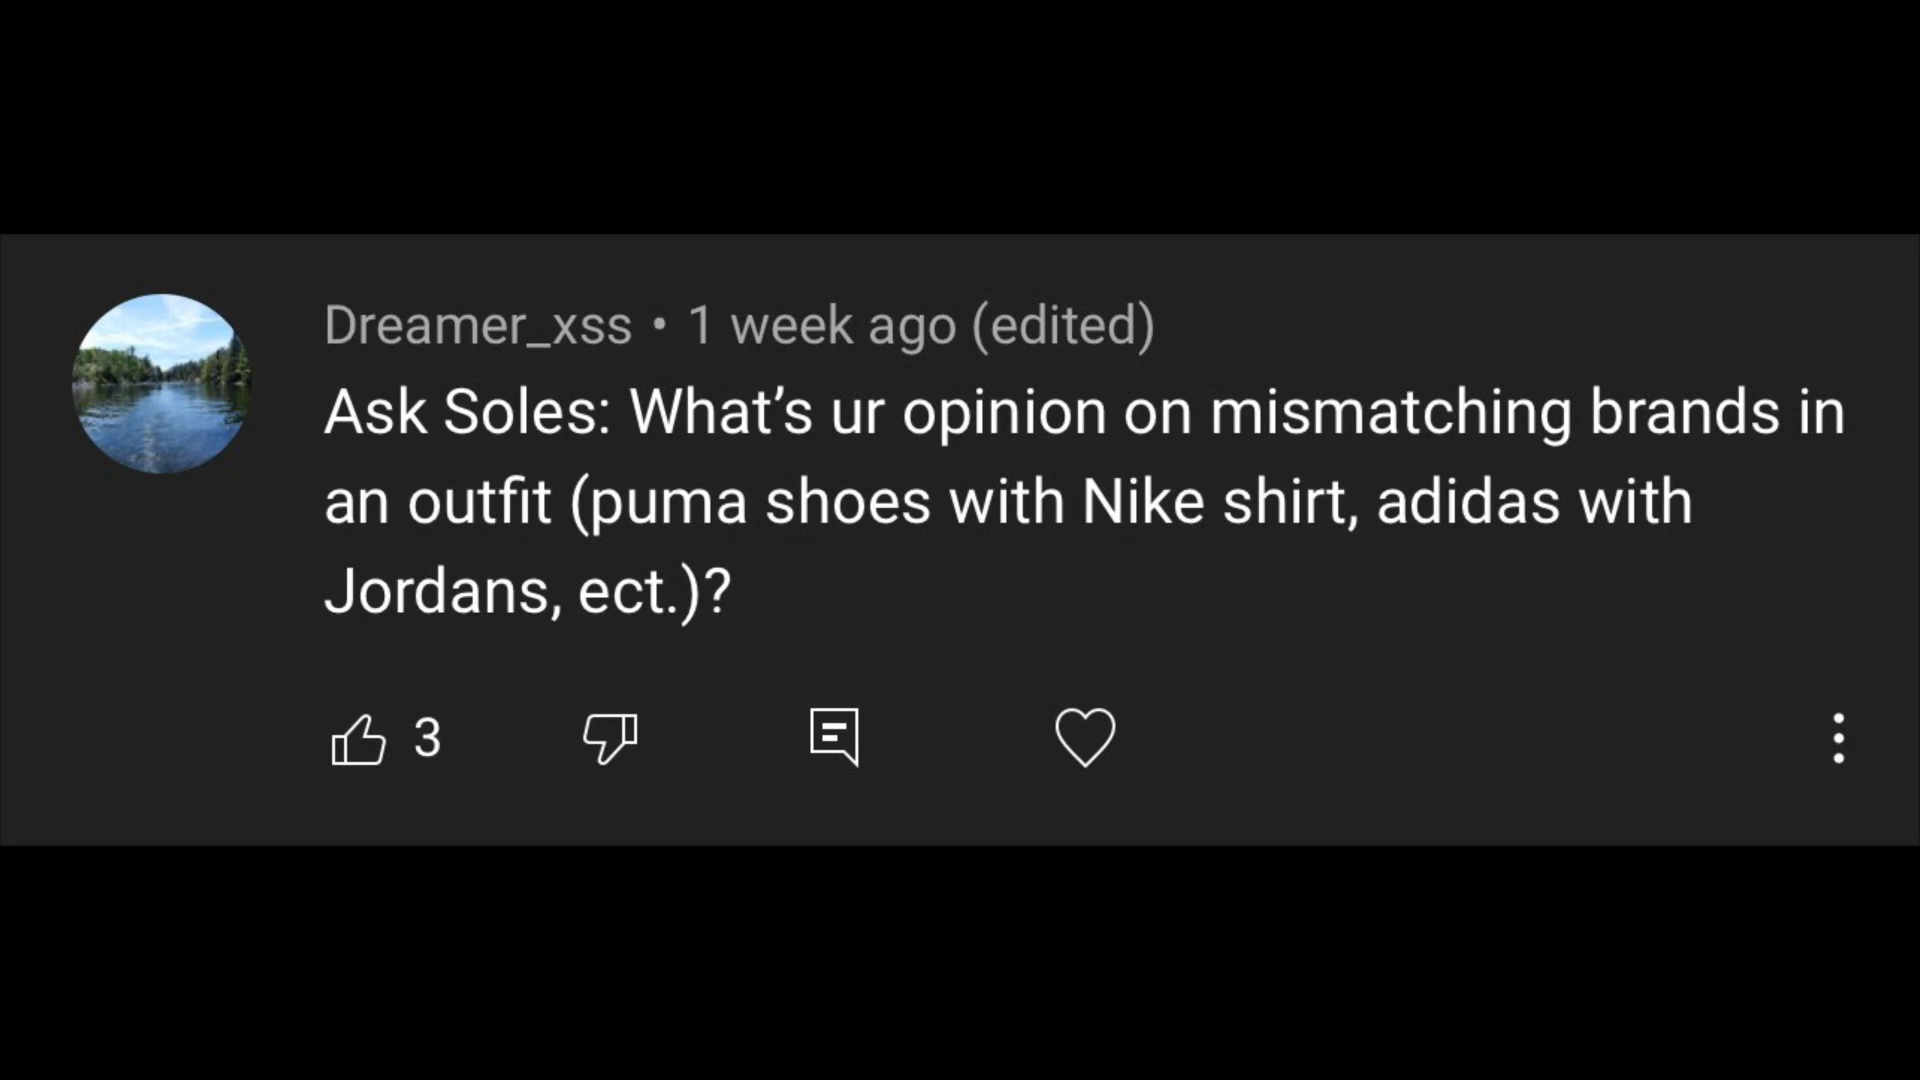 Dreamer_xss • 1 week ago (edited)
Ask Soles: What’s ur opinion on mismatching brands in
an outfit (puma shoes with Nike shirt, adidas with
Jordans, ect.)?
3